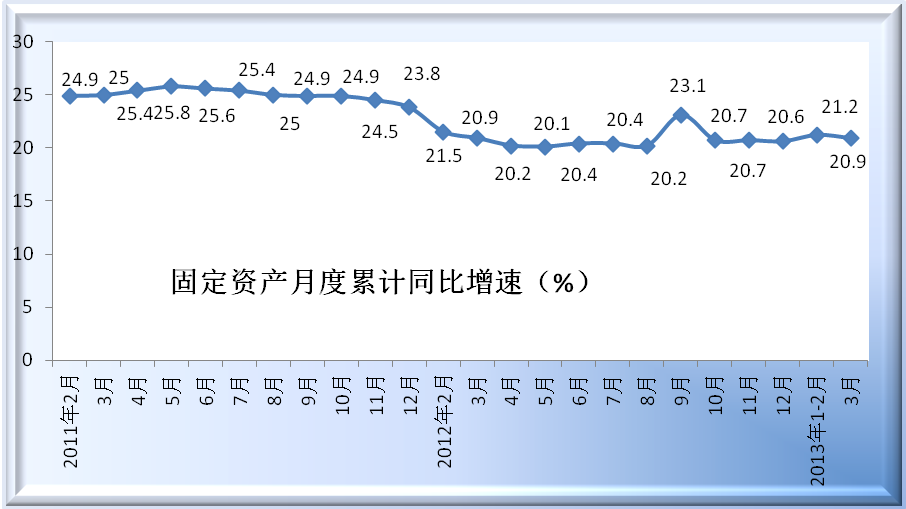 30
25
20
15
10
5
0
24.9
25
25.4
25.8
25.6
25.4
25
24.9
24.9
24.5
23.8
21.5
20.9
20.2
20.1
20.4
20.4
20.2
23.1
20.7
20.7
20.6
21.2
20.9
固定资产月度累计同比增速（%）
2011年2月
3月
4月
5月
6月
7月
8月
9月
10月
11月
12月
2012年2月
3月
4月
5月
6月
7月
8月
9月
10月
11月
12月
2013年1-2月
3月